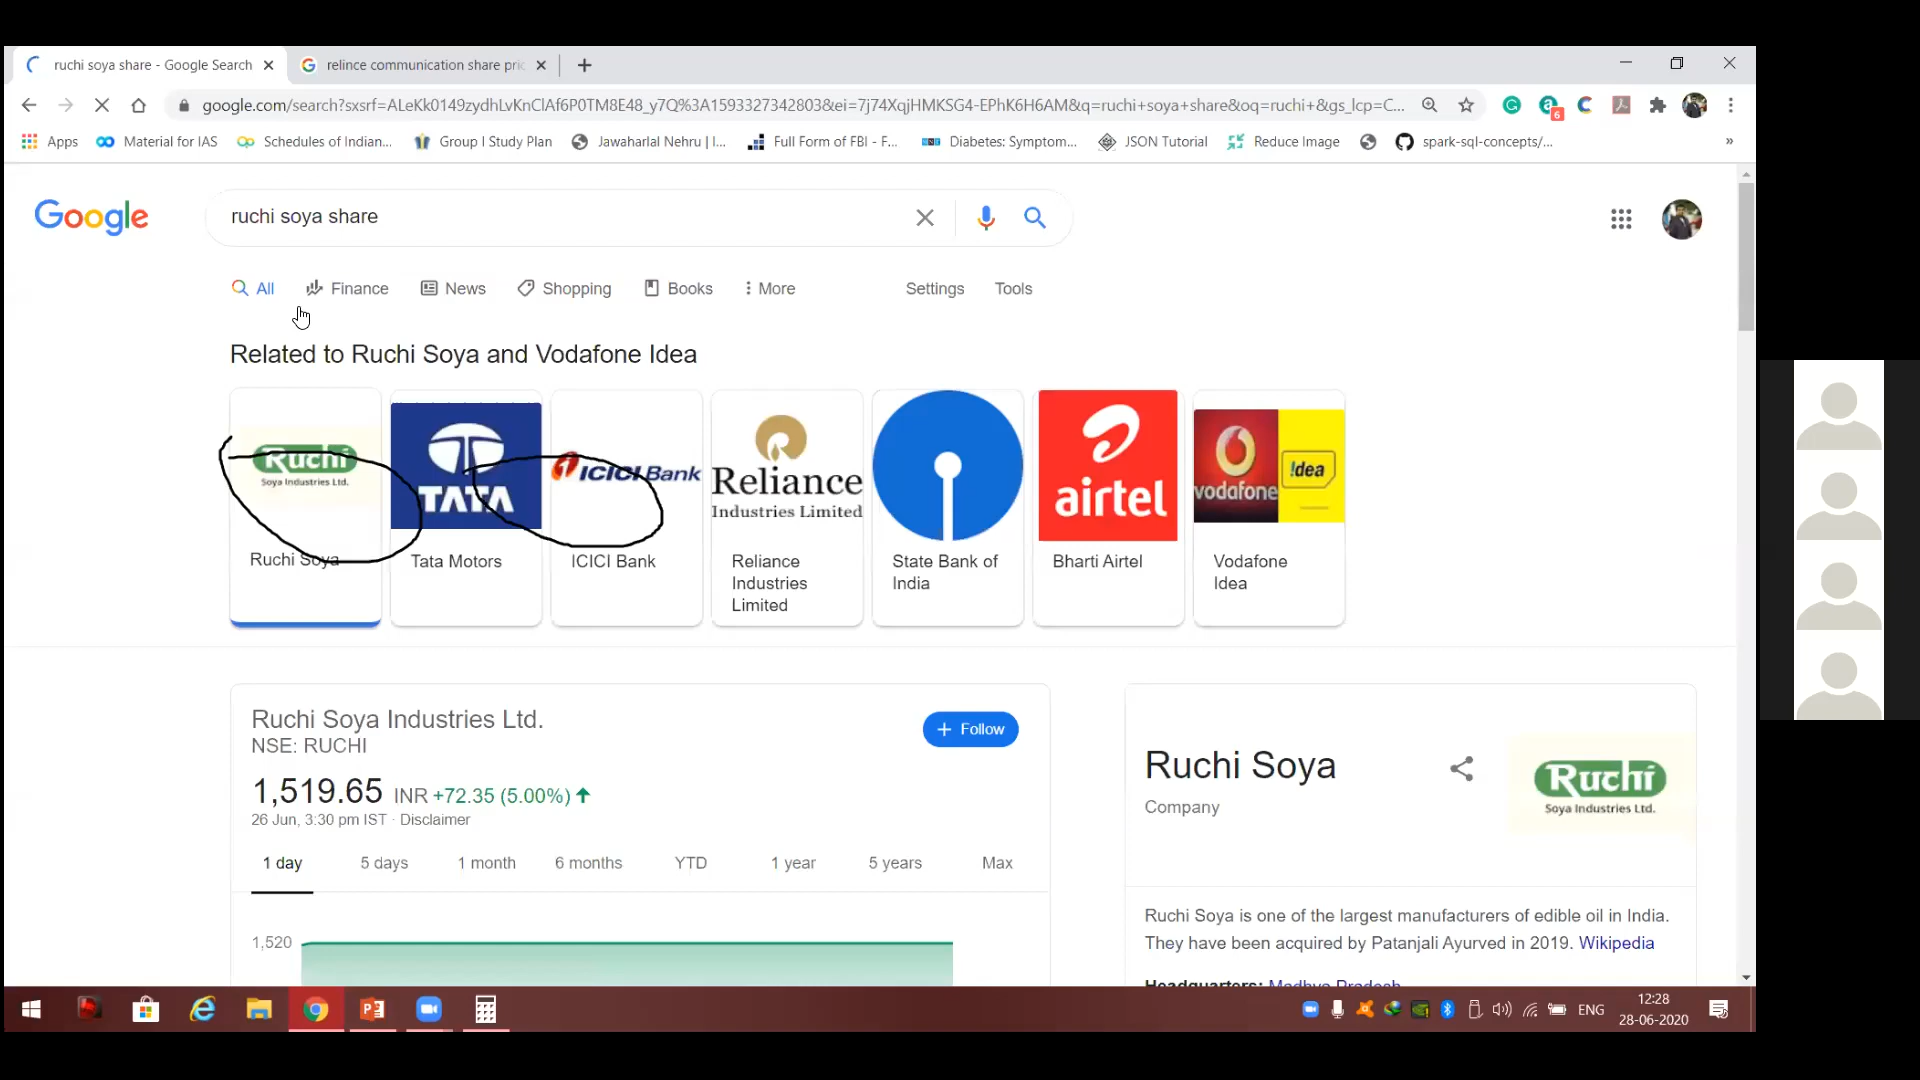 ruchi soya share - Google Search
relince communication share pric
google.com/search?sxsrf=ALeKk0149zydhLvKnClAf6P0TM8E48_y7Q%3A1593327342803&ei=7j74XqjHMKSG4-EPhK6H6AM&q=ruchi+soya+share&oq=ruchi+&gs_lcp=C...
6
Apps Material for IAS Schedules of Indian... Group I Study Plan Jawaharlal Nehru | I... Full Form of FBI - F... Diabetes: Symptom... JSON Tutorial Reduce Image spark-sql-concepts/... »
Google
ruchi soya share
All Finance News Shopping Books More Settings Tools
Related to Ruchi Soya and Vodafone Idea
Ruchi
Soya Industries Ltd.
TATA
ICICI Bank
Reliance
Industries Limited
airtel
vodafone
!dea
Ruchi Soya
Tata Motors
ICICI Bank
Reliance
Industries
Limited
State Bank of
India
Bharti Airtel
Vodafone
Idea
Ruchi Soya Industries Ltd.
NSE: RUCHI
+ Follow
1,519.65 INR +72.35 (5.00%)
26 Jun, 3:30 pm IST · Disclaimer
1 day 5 days 1 month 6 months YTD 1 year 5 years Max
1,520
Ruchi Soya
Company
Ruchi
Soya Industries Ltd.
Ruchi Soya is one of the largest manufacturers of edible oil in India.
They have been acquired by Patanjali Ayurved in 2019. Wikipedia
Headquarters: Madhya Pradesh
ENG
12:28
28-06-2020